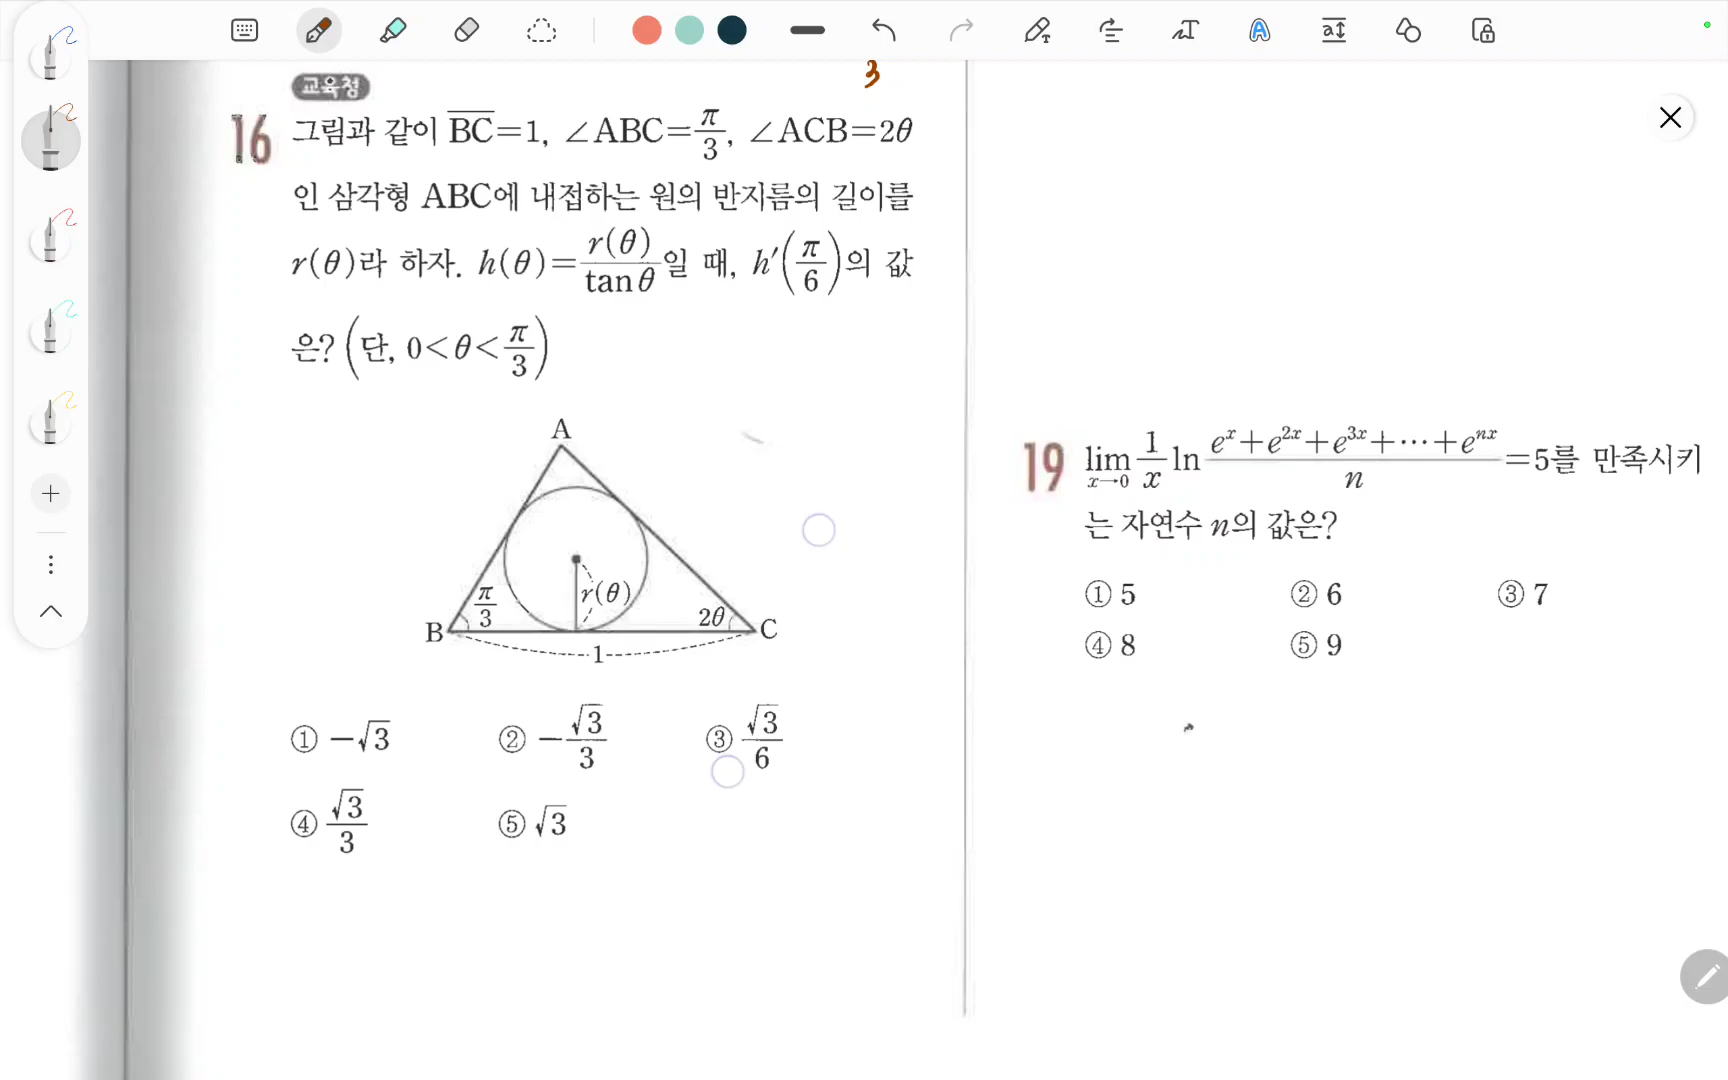 3
교육청
16 그림과 같이 BC=1, ∠ABC=π/3, ∠ACB=2θ
인 삼각형 ABC에 내접하는 원의 반지름의 길이를
r(θ)라 하자. h(θ)=r(θ)/tanθ일 때, h′(π/6)의 값
은? (단, 0<θ<π/3)
A
π/3
r(θ)
2θ
B
C
1
① -√3 ② -√3/3 ③ √3/6
④ √3/3 ⑤ √3
19 lim x→0 1/x ln (eˣ+e²ˣ+e³ˣ+⋯+eⁿˣ)/n =5를 만족시키
는 자연수 n의 값은?
① 5 ② 6 ③ 7
④ 8 ⑤ 9